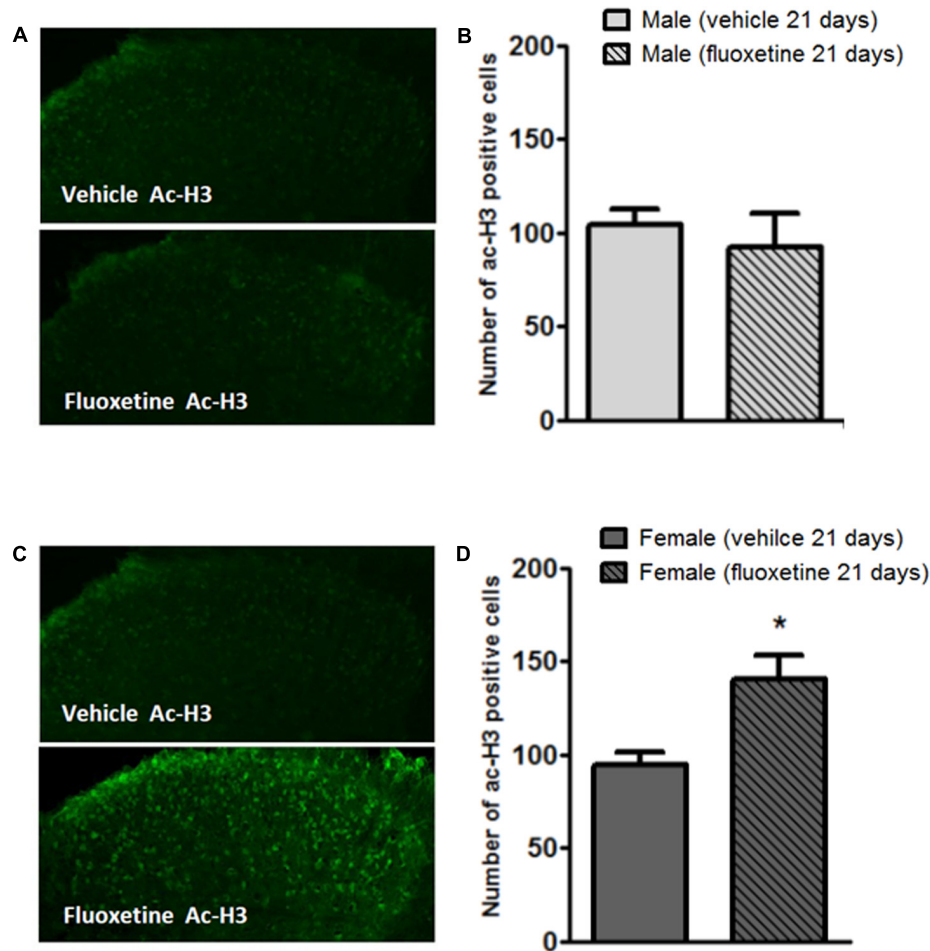 A
Vehicle Ac-H3
Fluoxetine Ac-H3
B
Male (vehicle 21 days)
Male (fluoxetine 21 days)
Number of ac-H3 positive cells
200
150
100
50
0
C
Vehicle Ac-H3
Fluoxetine Ac-H3
D
Female (vehilce 21 days)
Female (fluoxetine 21 days)
Number of ac-H3 positive cells
200
150
100
50
0
*